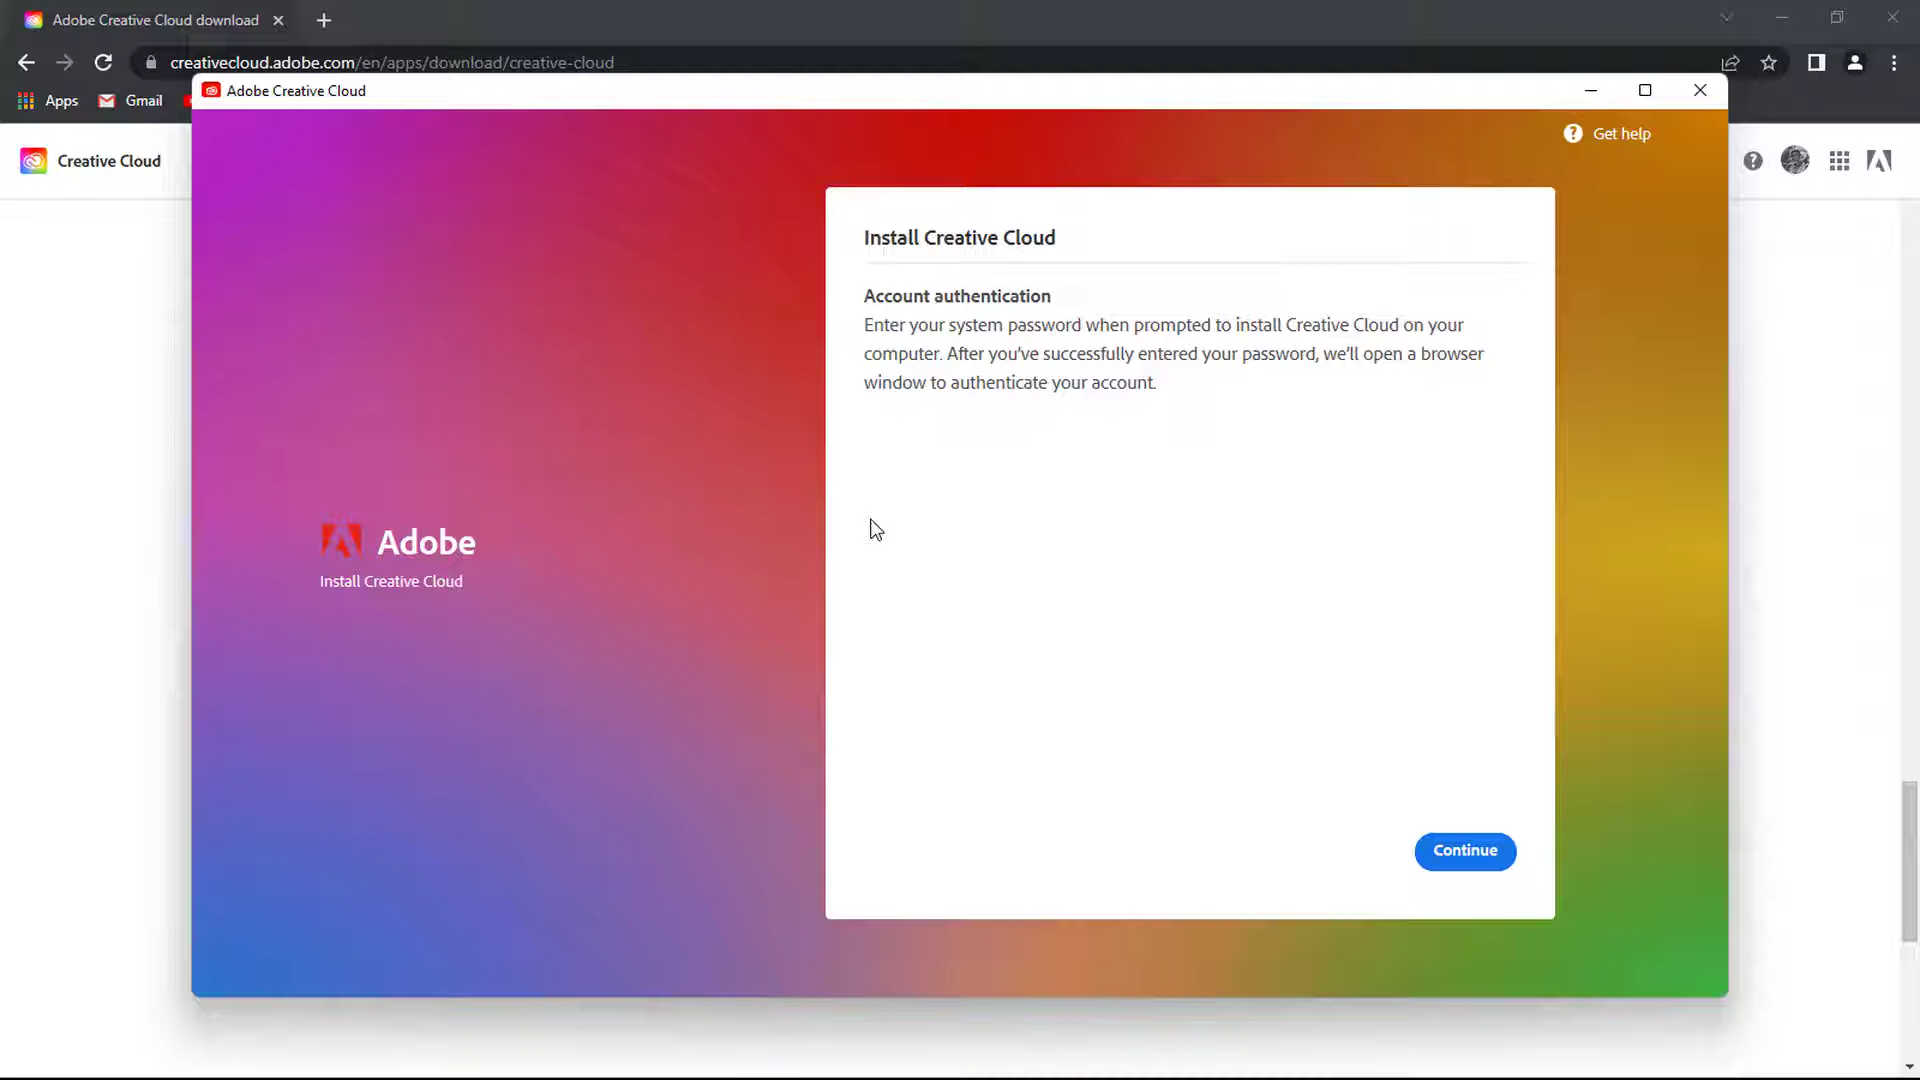 Adobe Creative Cloud download
creativecloud.adobe.com/en/apps/download/creative-cloud
Apps
Gmail
Adobe Creative Cloud
Get help
Creative Cloud
Install Creative Cloud
Account authentication
Enter your system password when prompted to install Creative Cloud on your
computer. After you've successfully entered your password, we'll open a browser
window to authenticate your account.
Adobe
Install Creative Cloud
Continue